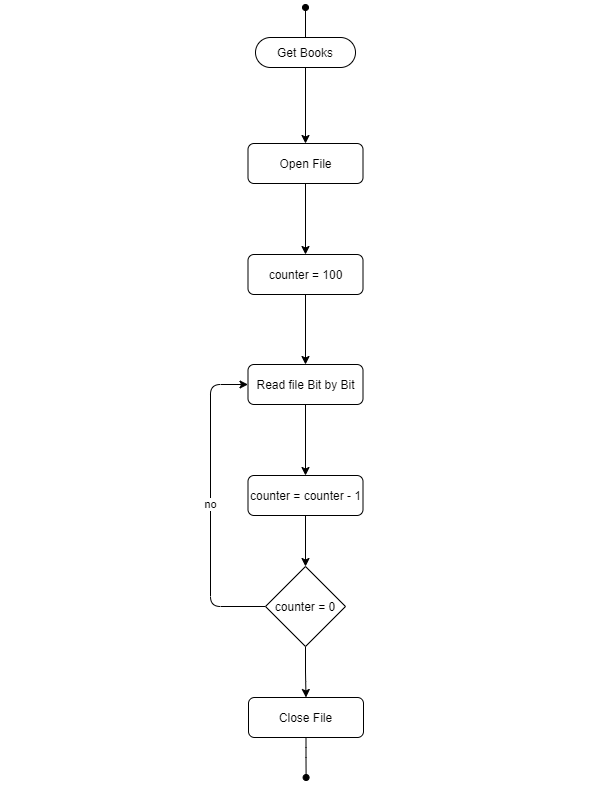 Get Books
Open File
counter = 100
Read file Bit by Bit
counter = counter - 1
no
counter = 0
Close File